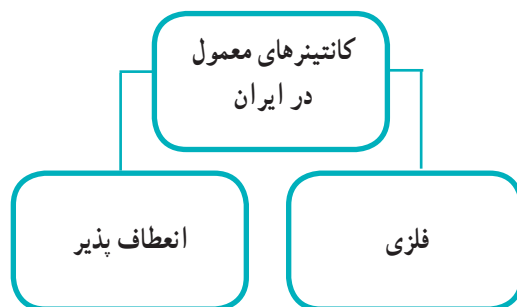 کانتینرهای معمول
در ایران
فلزی
انعطاف پذیر